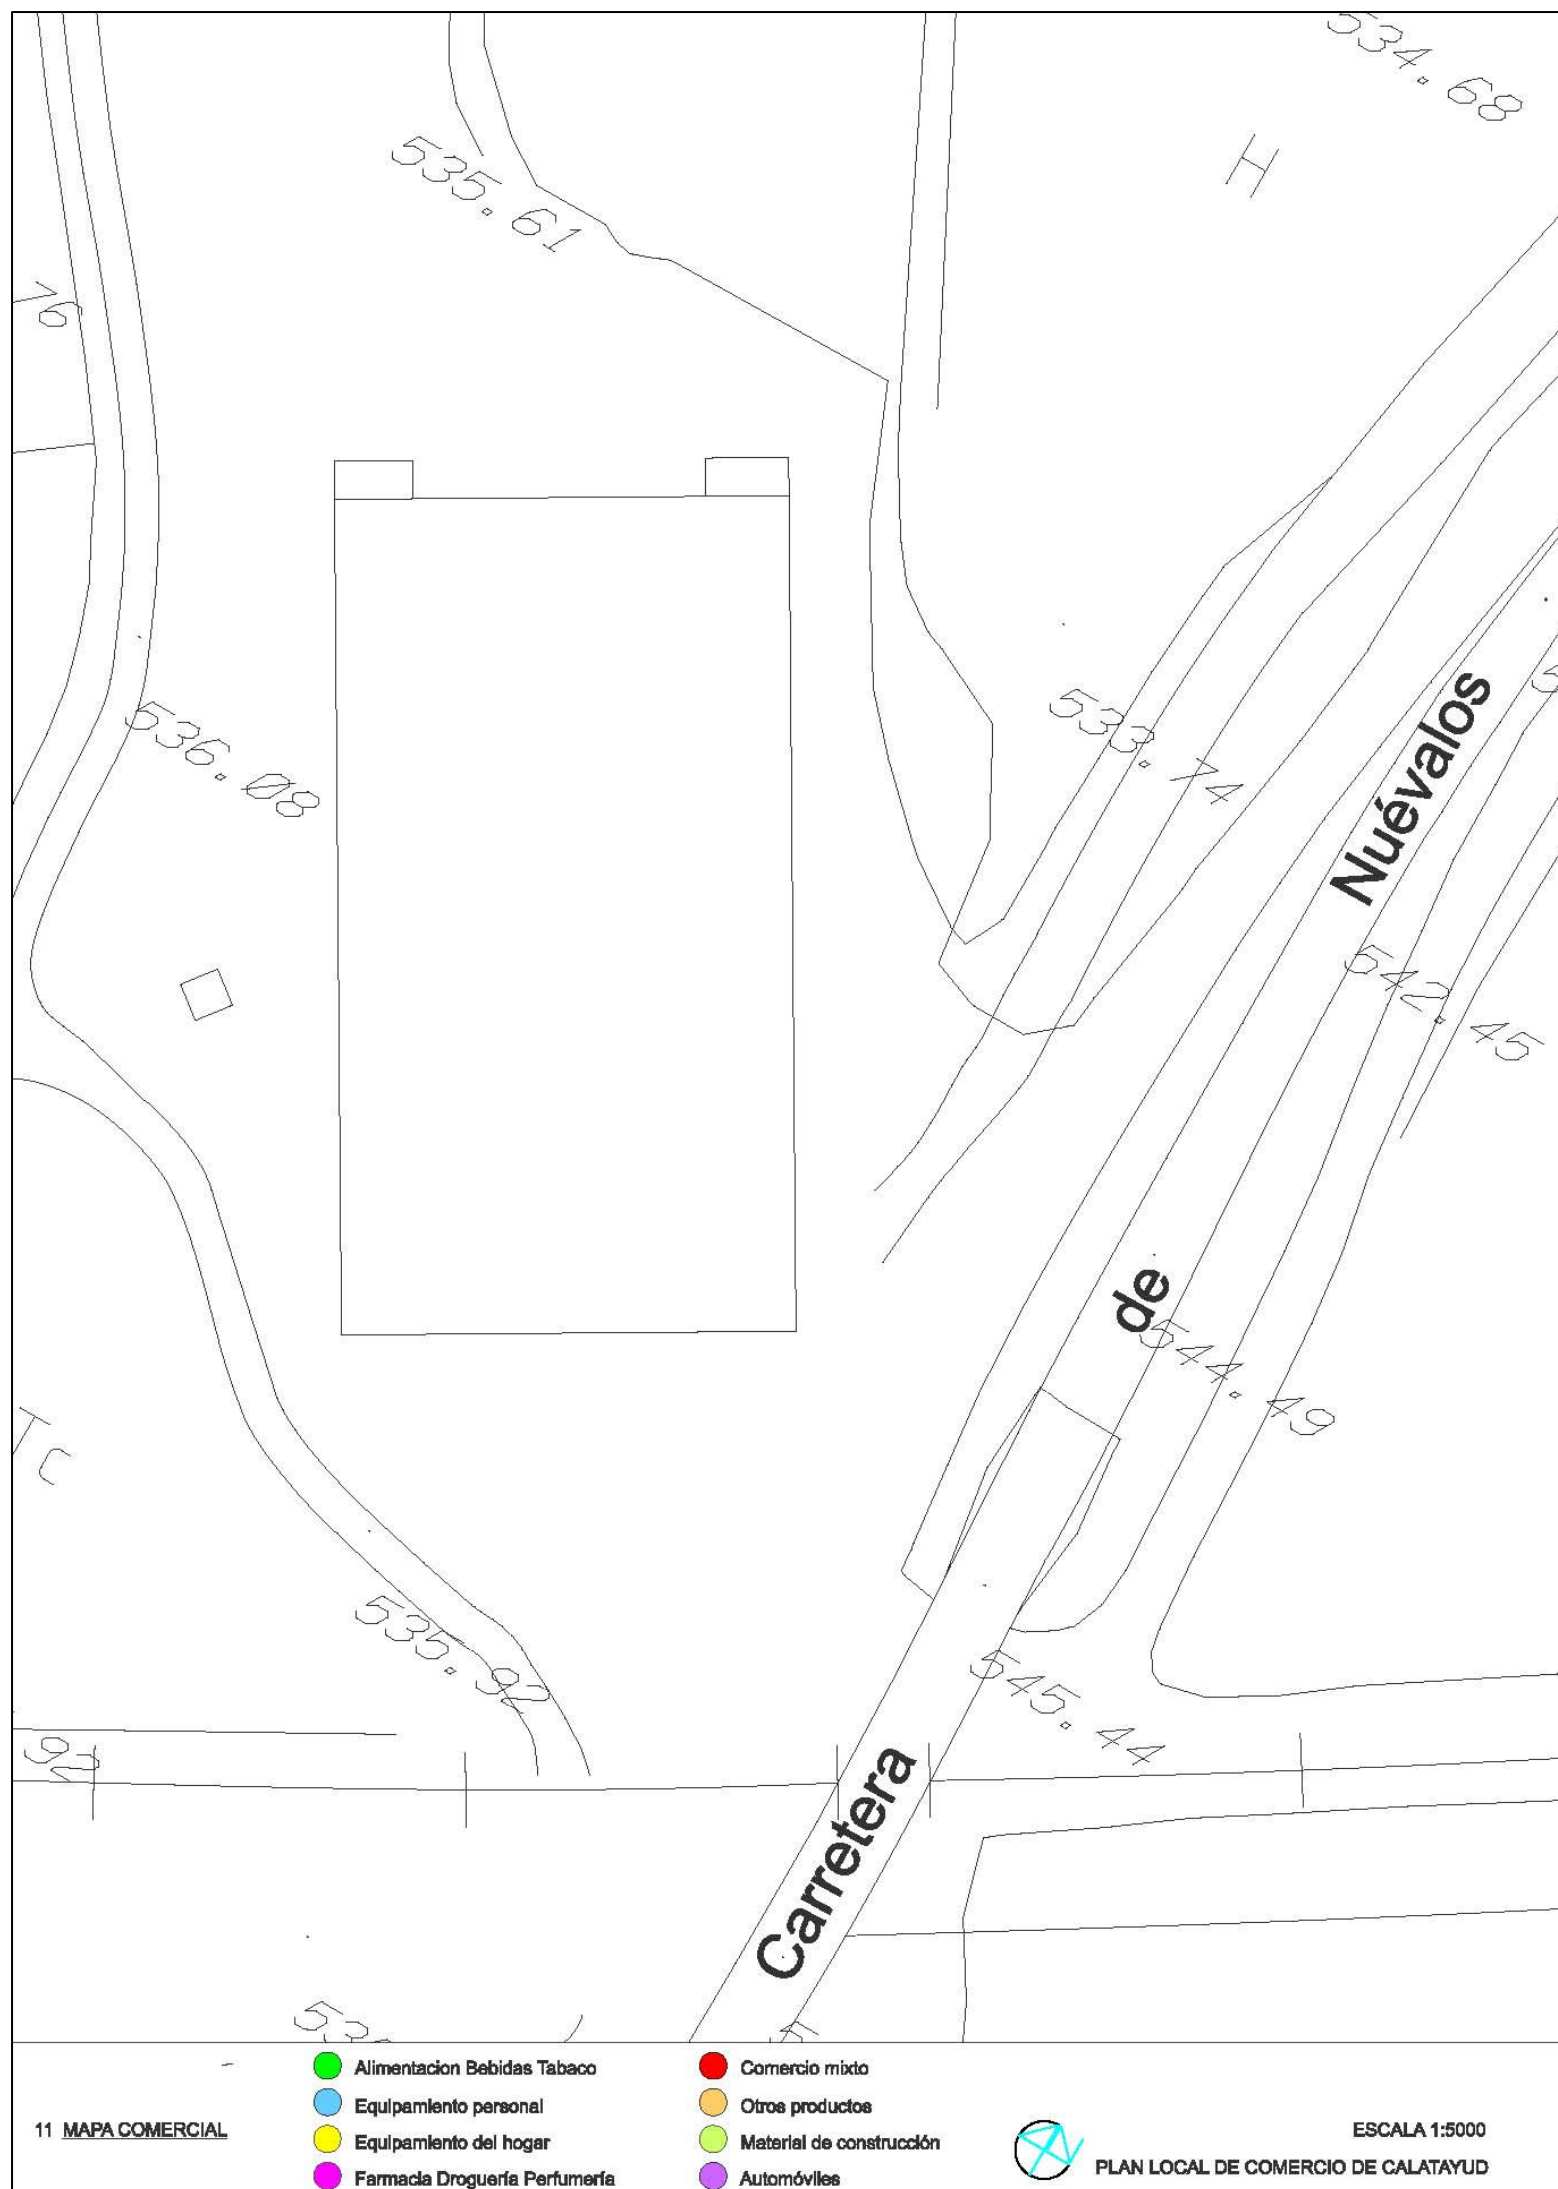 534.68
H
535.61
76
Nuévalos
533.74
536.08
542.45
de
544.49
Tc
535.92
545.44
92
Carretera
Alimentacion Bebidas Tabaco
Comercio mixto
Equipamiento personal
Otros productos
11 MAPA COMERCIAL
Equipamiento del hogar
Material de construcción
ESCALA 1:5000
Farmacia Droguería Perfumería
Automóviles
PLAN LOCAL DE COMERCIO DE CALATAYUD